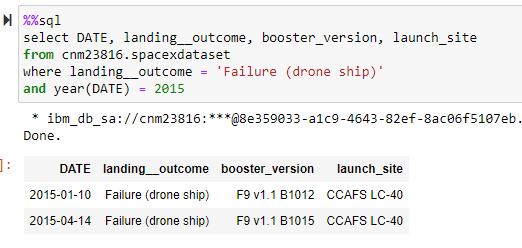 %%sql
select DATE, landing__outcome, booster_version, launch_site
from cnm23816.spacexdataset
where landing__outcome = 'Failure (drone ship)'
and year(DATE) = 2015
* ibm_db_sa://cnm23816:***@8e359033-a1c9-4643-82ef-8ac06f5107eb.
Done.
]:
DATE landing__outcome booster_version launch_site
2015-01-10 Failure (drone ship) F9 v1.1 B1012 CCAFS LC-40
2015-04-14 Failure (drone ship) F9 v1.1 B1015 CCAFS LC-40